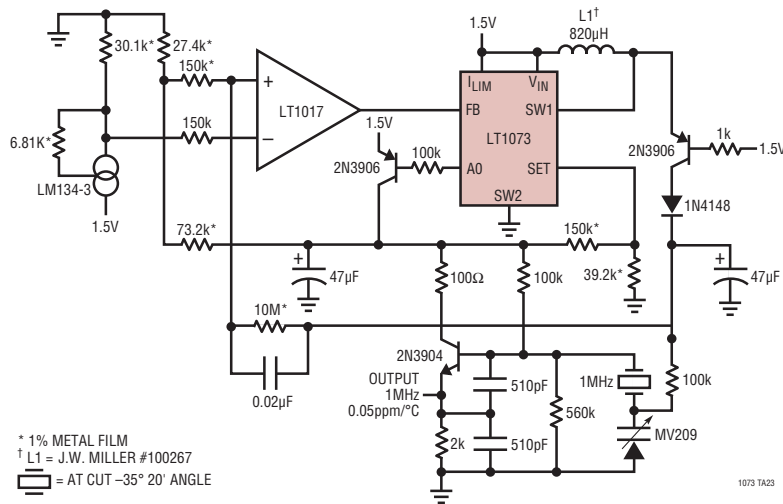 1.5V
L1†
820µH
30.1k*
27.4k*
150k*
+
LT1017
–
150k
6.81K*
LM134-3
1.5V
1.5V
ILIM
VIN
FB
SW1
LT1073
A0
SET
SW2
100k
2N3906
2N3906
1k
1.5V
1N4148
73.2k*
150k*
+
47µF
100Ω
100k
39.2k*
+
47µF
10M*
0.02µF
2N3904
OUTPUT
1MHz
0.05ppm/°C
510pF
510pF
2k
560k
1MHz
100k
MV209
* 1% METAL FILM
† L1 = J.W. MILLER #100267
= AT CUT –35° 20' ANGLE
1073 TA23